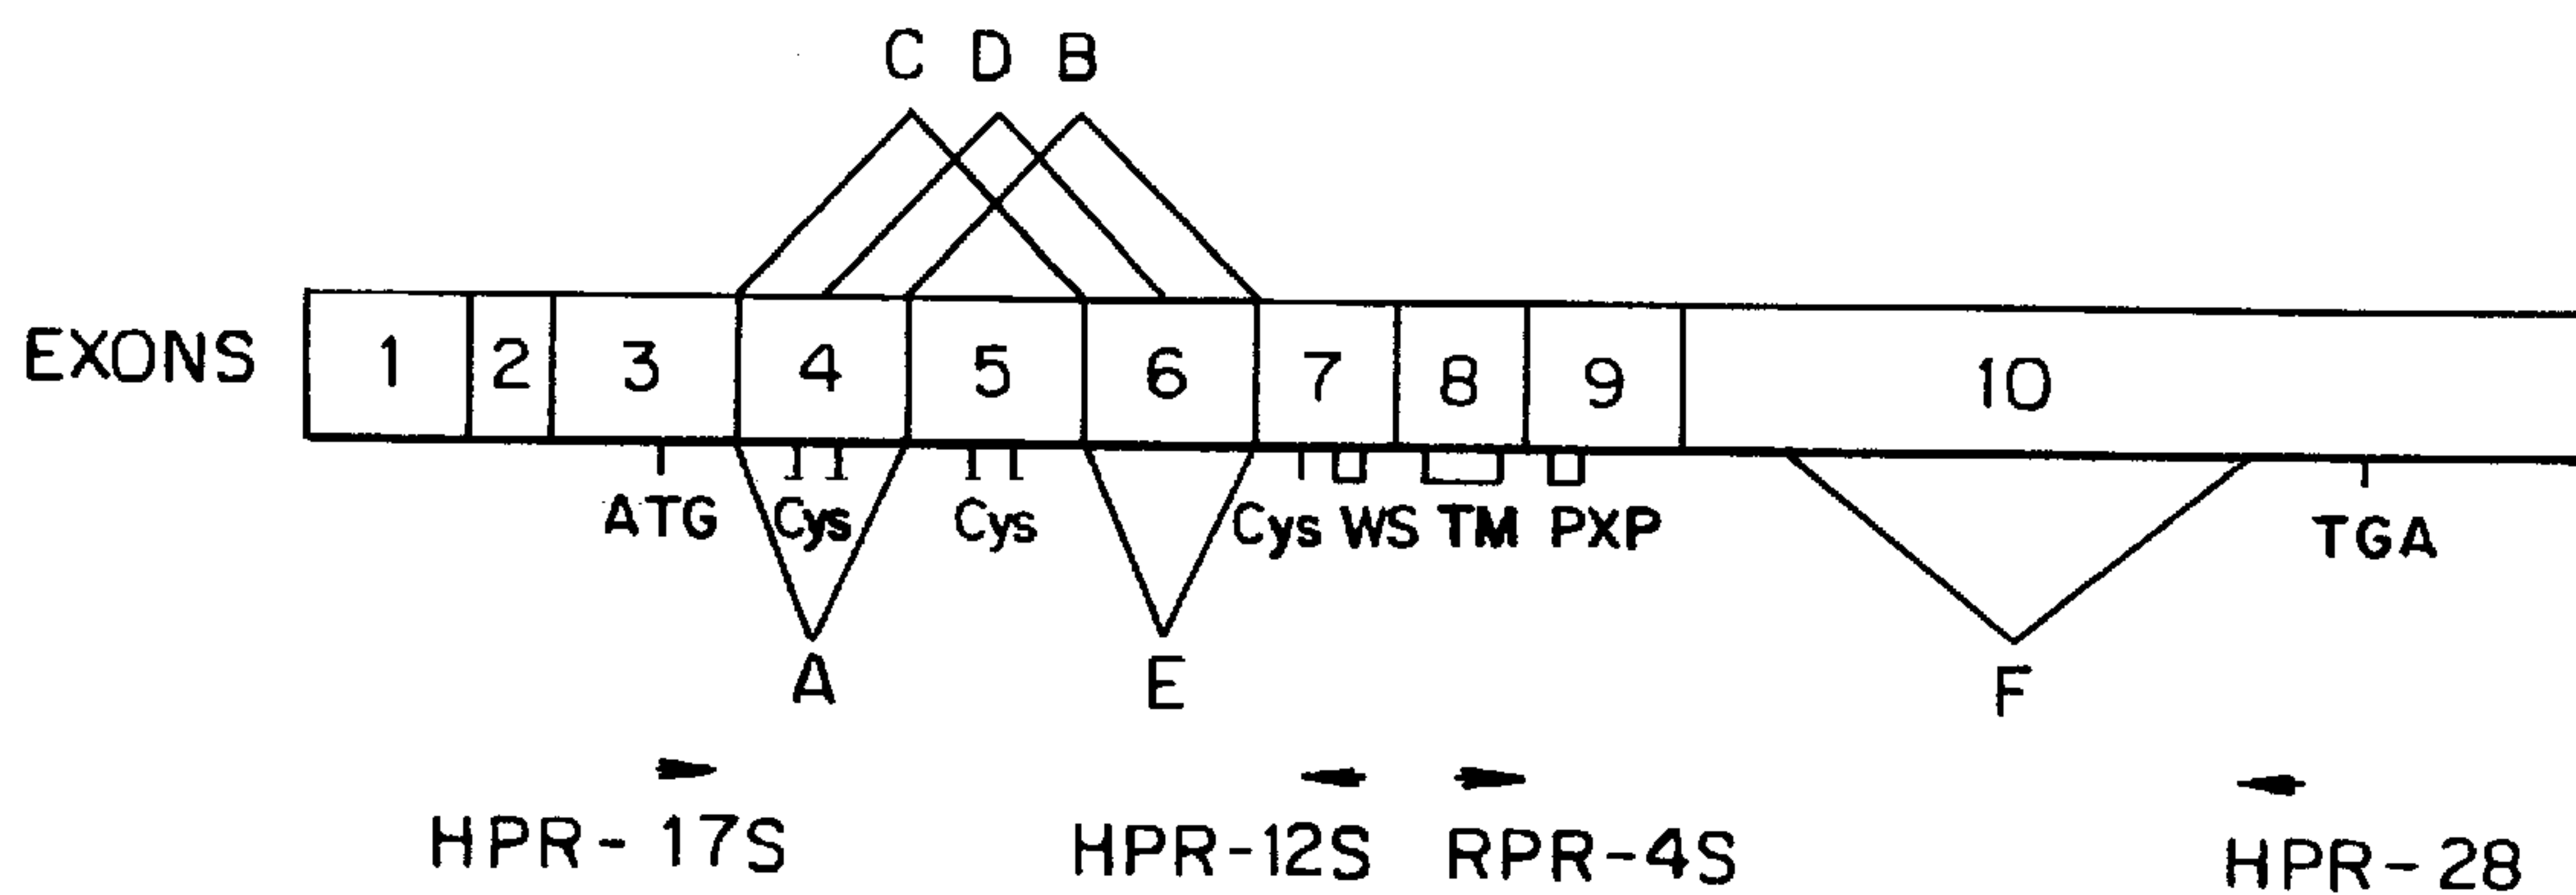 C D B
EXONS 1 2 3 4 5 6 7 8 9 10
ATG Cys Cys Cys WS TM PXP TGA
A E F
HPR-17S HPR-12S RPR-4S HPR-28